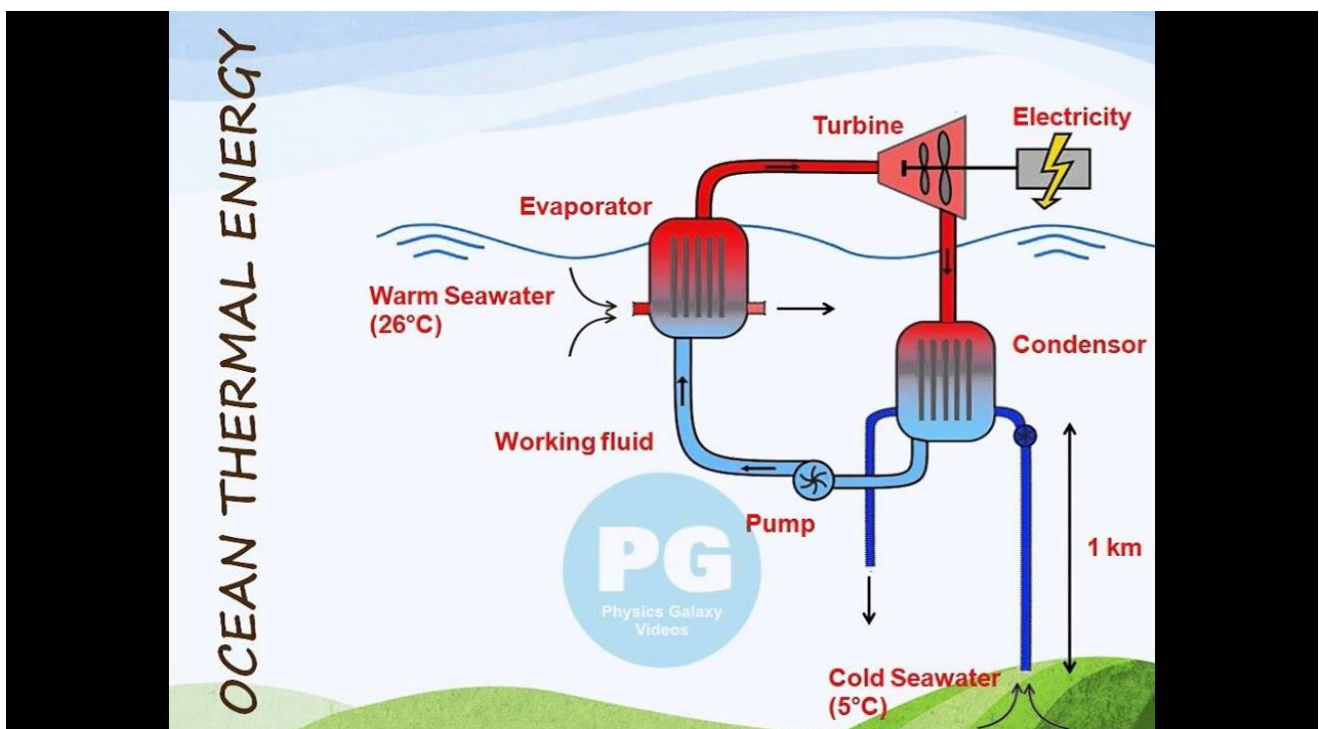 OCEAN THERMAL ENERGY
Turbine
Electricity
Evaporator
Warm Seawater
(26°C)
Condensor
Working fluid
Pump
PG
Physics Galaxy
Videos
1 km
Cold Seawater
(5°C)